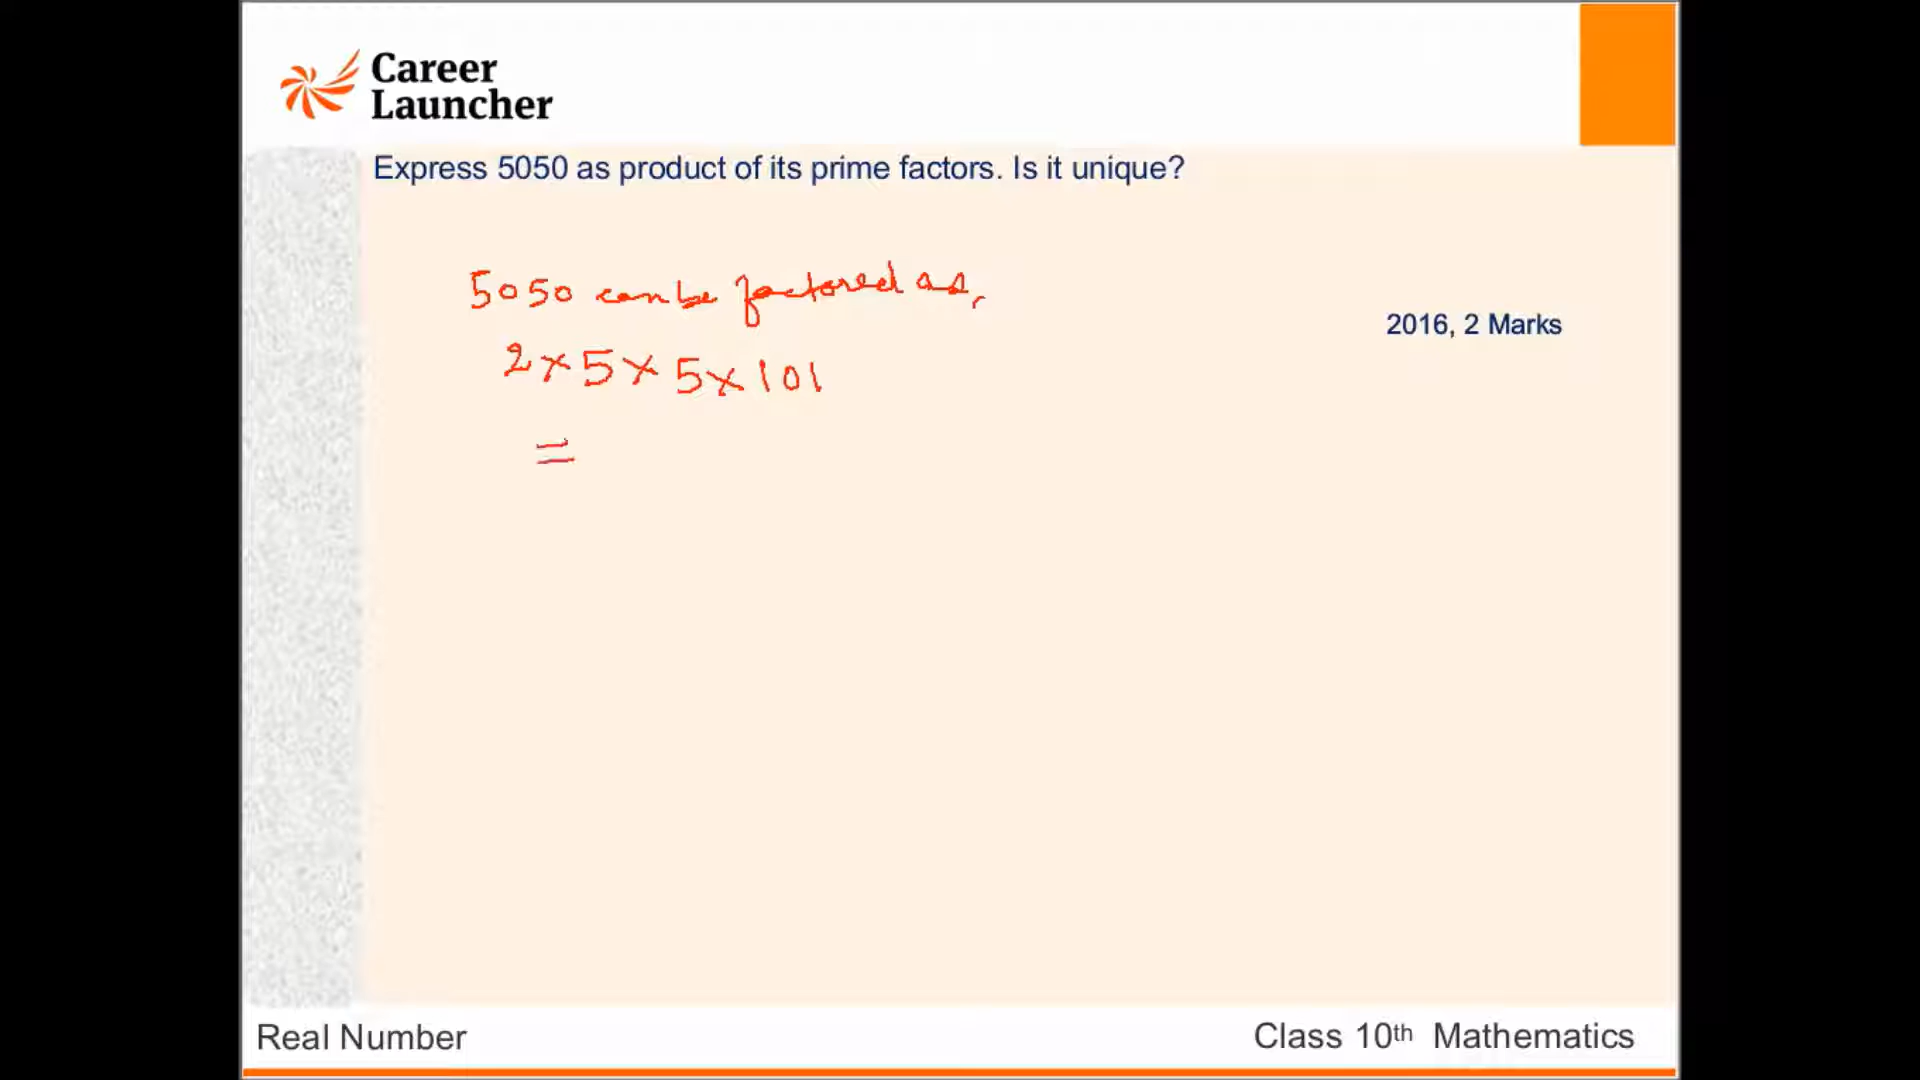 Career
Launcher
Express 5050 as product of its prime factors. Is it unique?
5050 can be factored as,
2016, 2 Marks
2 × 5 × 5 × 101
=
Real Number
Class 10th Mathematics